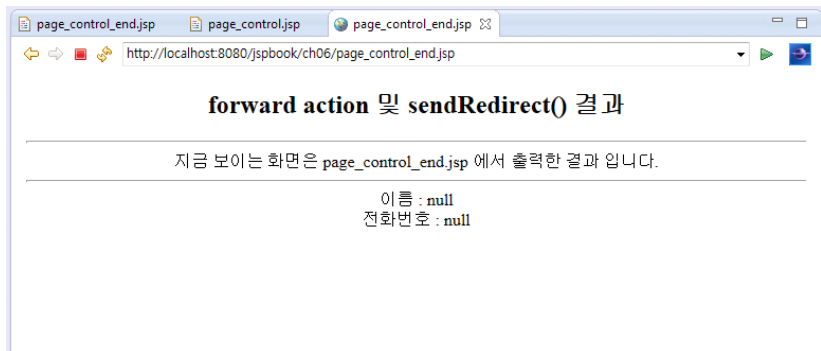 page_control_end.jsp page_control.jsp page_control_end.jsp
http://localhost:8080/jspbook/ch06/page_control_end.jsp
forward action 및 sendRedirect() 결과
지금 보이는 화면은 page_control_end.jsp 에서 출력한 결과 입니다.
이름 : null
전화번호 : null